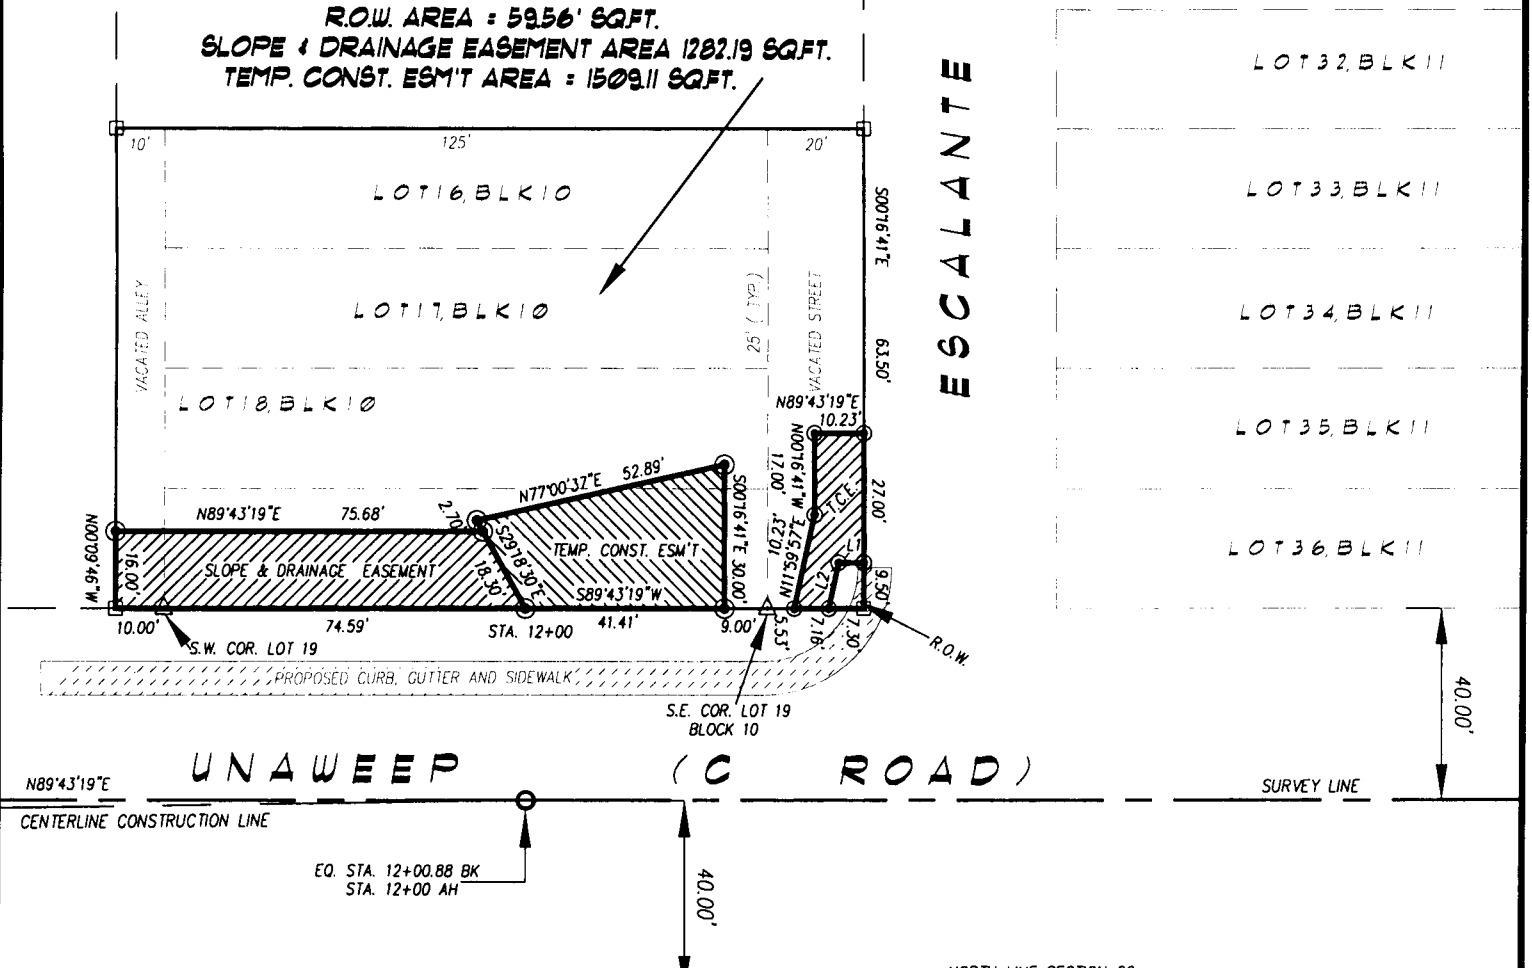 R.O.W. AREA = 59.56' SQ.FT.
SLOPE & DRAINAGE EASEMENT AREA 1282.19 SQ.FT.
TEMP. CONST. ESM'T AREA = 1509.11 SQ.FT.
10'
125'
20'
LOT 16, BLK 10
LOT 17, BLK 10
LOT 18, BLK 10
VACATED ALLEY
25' ( TYP.)
VACATED STREET
S00°16'41"E
63.50'
ESCALANTE
LOT 32, BLK 11
LOT 33, BLK 11
LOT 34, BLK 11
LOT 35, BLK 11
LOT 36, BLK 11
N89°43'19"E
10.23'
N00°16'41"W
17.00'
27.00'
T.C.E.
N11°59'57"E
10.23'
L1
L2
9.50'
N77°00'37"E 52.89'
N89°43'19"E 75.68'
2.70'
S29°18'30"E
18.30'
S00°16'41"E 30.00'
TEMP. CONST. ESM'T
SLOPE & DRAINAGE EASEMENT
N00°09'46"W
16.00'
S89°43'19"W
10.00'
74.59'
STA. 12+00
41.41'
9.00'
5.53'
7.16'
7.30'
R.O.W.
S.W. COR. LOT 19
PROPOSED CURB, GUTTER AND SIDEWALK
S.E. COR. LOT 19
BLOCK 10
40.00'
UNAWEEP (C ROAD)
N89°43'19"E
SURVEY LINE
CENTERLINE CONSTRUCTION LINE
EQ. STA. 12+00.88 BK
STA. 12+00 AH
40.00'